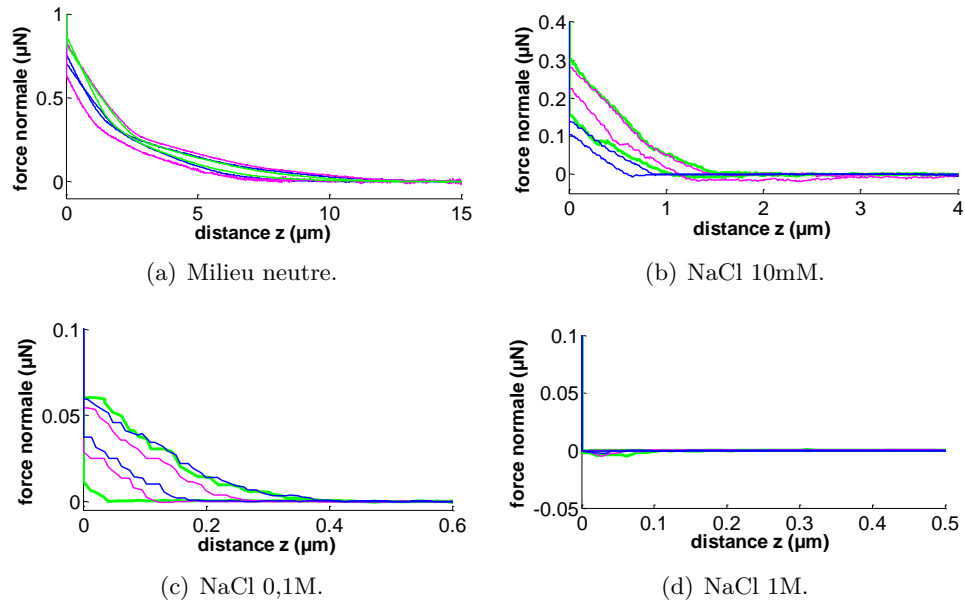 1
0.5
0
0
5
10
15
force normale (µN)
distance z (µm)
(a) Milieu neutre.
0.4
0.3
0.2
0.1
0
0
1
2
3
4
force normale (µN)
distance z (µm)
(b) NaCl 10mM.
0.1
0.05
0
0
0.2
0.4
0.6
force normale (µN)
distance z (µm)
(c) NaCl 0,1M.
0.1
0.05
0
-0.05
0
0.1
0.2
0.3
0.4
0.5
force normale (µN)
distance z (µm)
(d) NaCl 1M.